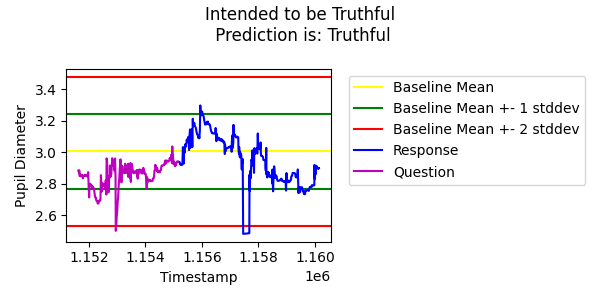 Intended to be Truthful
Prediction is: Truthful
Pupil Diameter
3.4
3.2
3.0
2.8
2.6
1.152 1.154 1.156 1.158 1.160
1e6
Timestamp
Baseline Mean
Baseline Mean +- 1 stddev
Baseline Mean +- 2 stddev
Response
Question